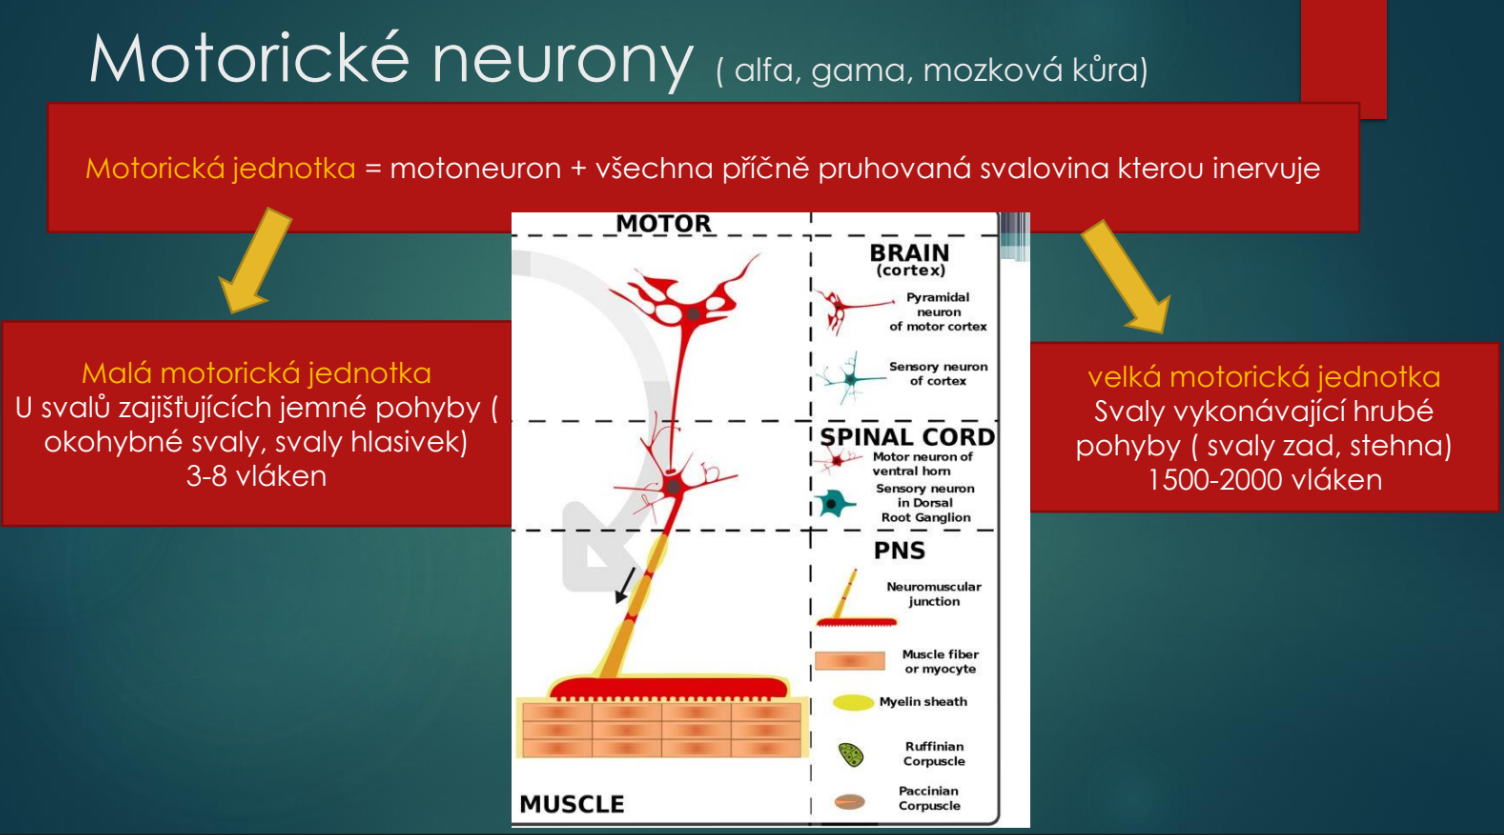 Motorické neurony ( alfa, gama, mozková kůra)
Motorická jednotka = motoneuron + všechna příčně pruhovaná svalovina kterou inervuje
Malá motorická jednotka
U svalů zajišťujících jemné pohyby (
okohybné svaly, svaly hlasivek)
3-8 vláken
MOTOR
MUSCLE
BRAIN
(cortex)
Pyramidal
neuron
of motor cortex
Sensory neuron
of cortex
SPINAL CORD
Motor neuron of
ventral horn
Sensory neuron
in Dorsal
Root Ganglion
PNS
Neuromuscular
junction
Muscle fiber
or myocyte
Myelin sheath
Ruffinian
Corpuscle
Paccinian
Corpuscle
velká motorická jednotka
Svaly vykonávající hrubé
pohyby ( svaly zad, stehna)
1500-2000 vláken